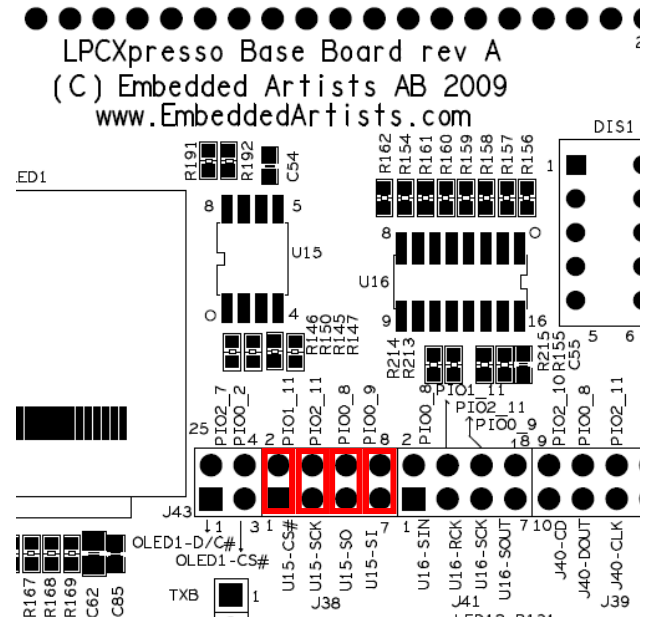 2
LPCXpresso Base Board rev A
(C) Embedded Artists AB 2009
www.EmbeddedArtists.com
DIS1
R191
R192
C54
R162
R154
R161
R160
R159
R158
R157
R156
1
LED1
8
5
U15
8
O
U16
O
4
9
16
R146
R150
R145
R147
R214
R213
R215
R155
C55
5
6
PIO2_7
PIO0_2
PIO1_11
PIO2_11
PIO0_8
PIO0_9
PIO0_8
PIO1_11
PIO2_11
PIO0_9
PIO2_10
PIO0_8
PIO2_11
25
4
2
8
2
1
8
9
J43
1
3
1
7
1
7
10
OLED1-D/C#
OLED1-CS#
U15-CS#
U15-SCK
U15-SO
U15-SI
U16-SIN
U16-RCK
U16-SCK
U16-SOUT
J40-CD
J40-DOUT
J40-CLK
R167
R168
R169
C62
C85
TXB
1
J38
J41
J39